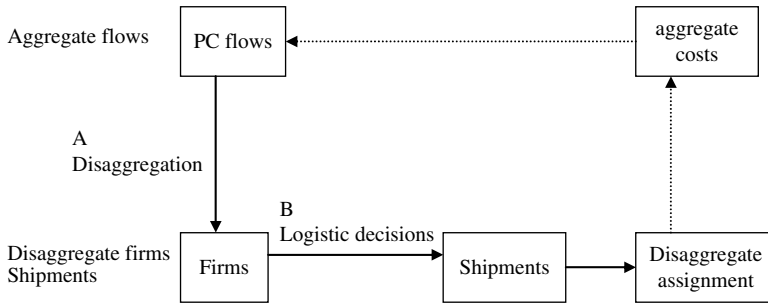 Aggregate flows
PC flows
aggregate
costs
A
Disaggregation
B
Logistic decisions
Disaggregate firms
Shipments
Firms
Shipments
Disaggregate
assignment